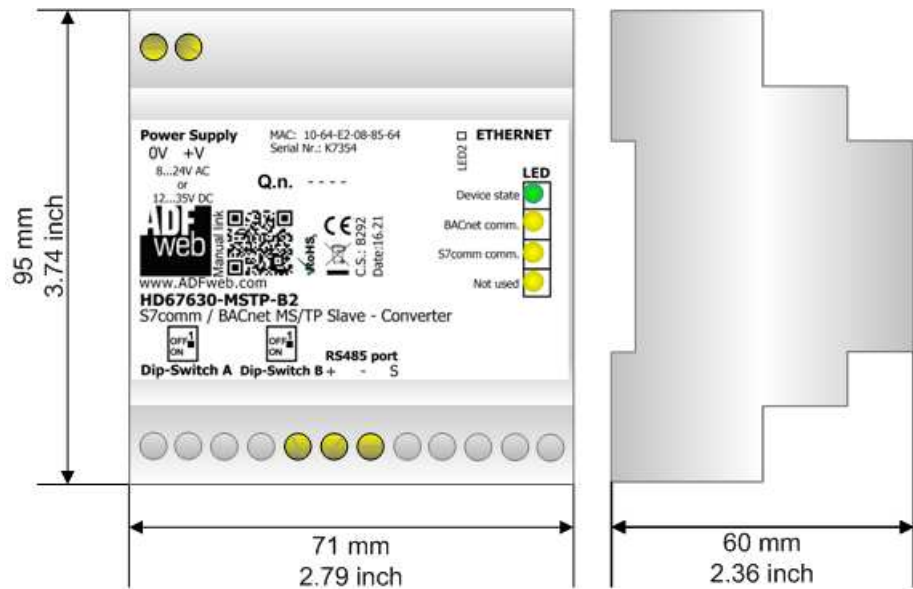 95 mm
3.74 inch
Power Supply
0V +V
8...24V AC
or
12...35V DC
MAC: 10-64-E2-08-85-64
Serial Nr.: K7354
Q.n. - - - -
LED2
ETHERNET
LED
Device state
BACnet comm.
S7comm comm.
Not used
ADF
web
Manual link
RoHS
CE
C.S.: B292
Date:16.21
www.ADFweb.com
HD67630-MSTP-B2
S7comm / BACnet MS/TP Slave - Converter
OFF 1
ON
OFF 1
ON
RS485 port
Dip-Switch A Dip-Switch B + - S
71 mm
2.79 inch
60 mm
2.36 inch